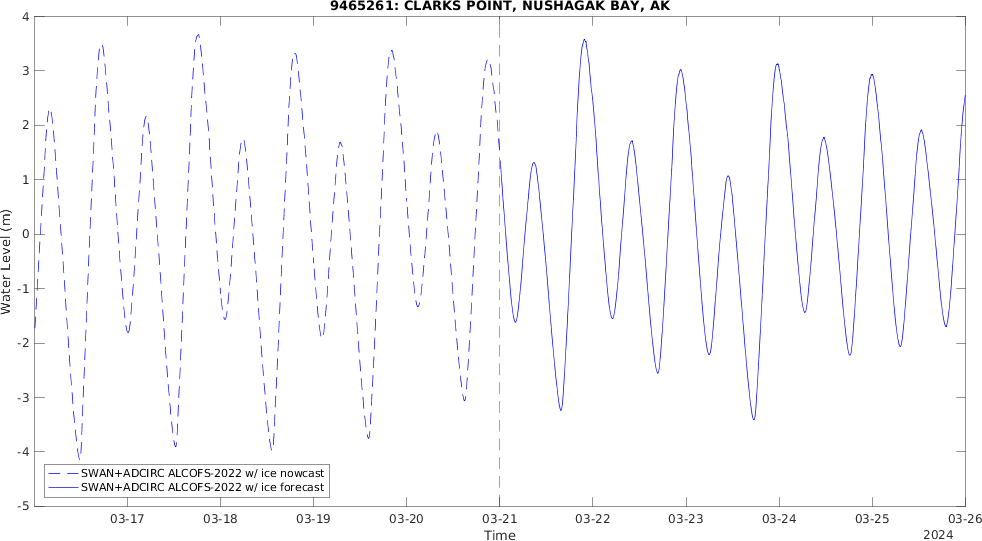 9465261: CLARKS POINT, NUSHAGAK BAY, AK
Water Level (m)
4
3
2
1
0
-1
-2
-3
-4
-5
SWAN+ADCIRC ALCOFS-2022 w/ ice nowcast
SWAN+ADCIRC ALCOFS-2022 w/ ice forecast
03-17 03-18 03-19 03-20 03-21 03-22 03-23 03-24 03-25 03-26
Time
2024